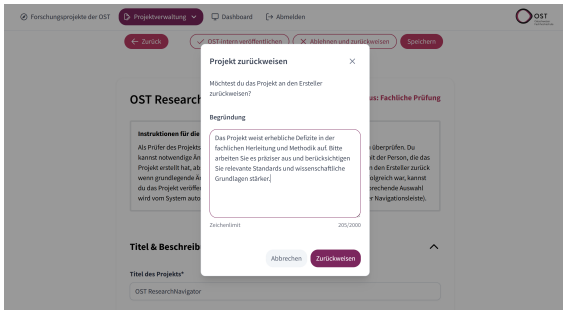 Forschungsprojekte der OST
Projektverwaltung
Dashboard
Abmelden
OST
← Zurück
OST-intern veröffentlichen
Ablehnen und zurückweisen
Speichern
Projekt zurückweisen
Möchtest du das Projekt an den Ersteller
zurückweisen?
OST Researc
us: Fachliche Prüfung
Begründung
Instruktionen für die
Als Prüfer des Projekts
überprüfen. Du
kannst notwendige Än
it der Person, die das
Projekt erstellt hat, ab
den Ersteller zurück
wenn grundlegende Ä
olgreich war, kannst
du das Projekt veröffe
rechende Auswahl
wird vom System auto
er Navigationsleiste).
Das Projekt weist erhebliche Defizite in der
fachlichen Herleitung und Methodik auf. Bitte
arbeiten Sie es präziser aus und berücksichtigen
Sie relevante Standards und wissenschaftliche
Grundlagen stärker.
Zeichenlimit
205/2000
Titel & Beschreib
Abbrechen
Zurückweisen
Titel des Projekts*
OST ResearchNavigator